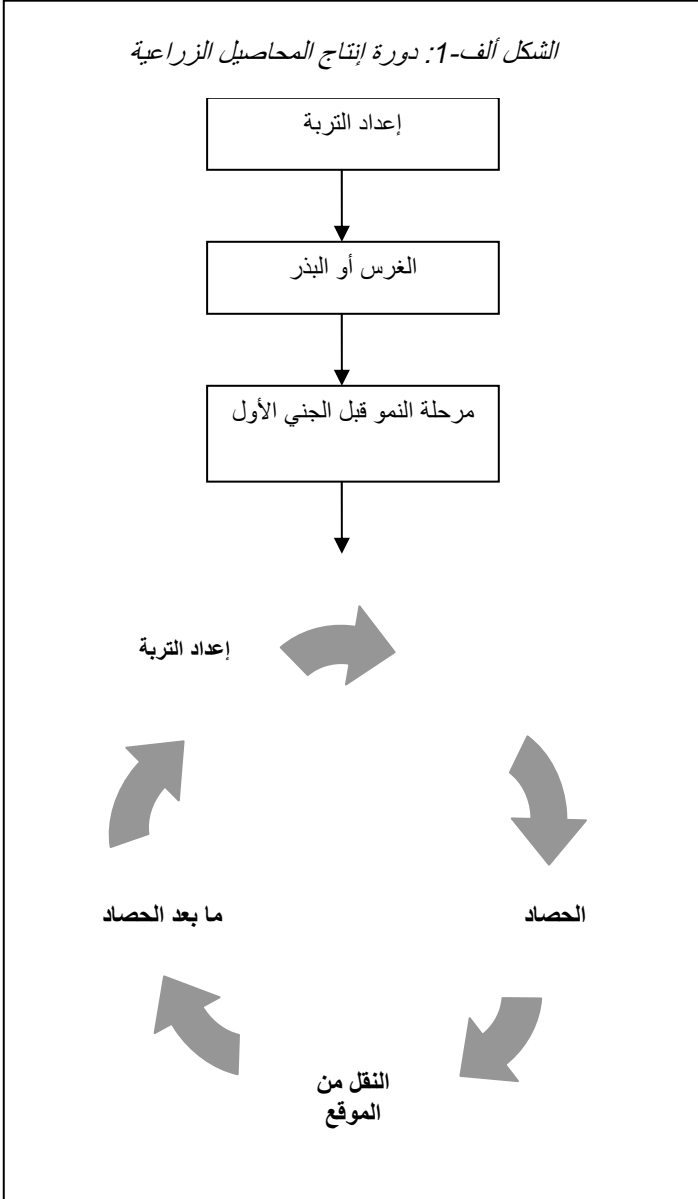 الشكل ألف-1: دورة إنتاج المحاصيل الزراعية
إعداد التربة
الغرس أو البذر
مرحلة النمو قبل الجني الأول
إعداد التربة
الحصاد
ما بعد الحصاد
النقل من
الموقع